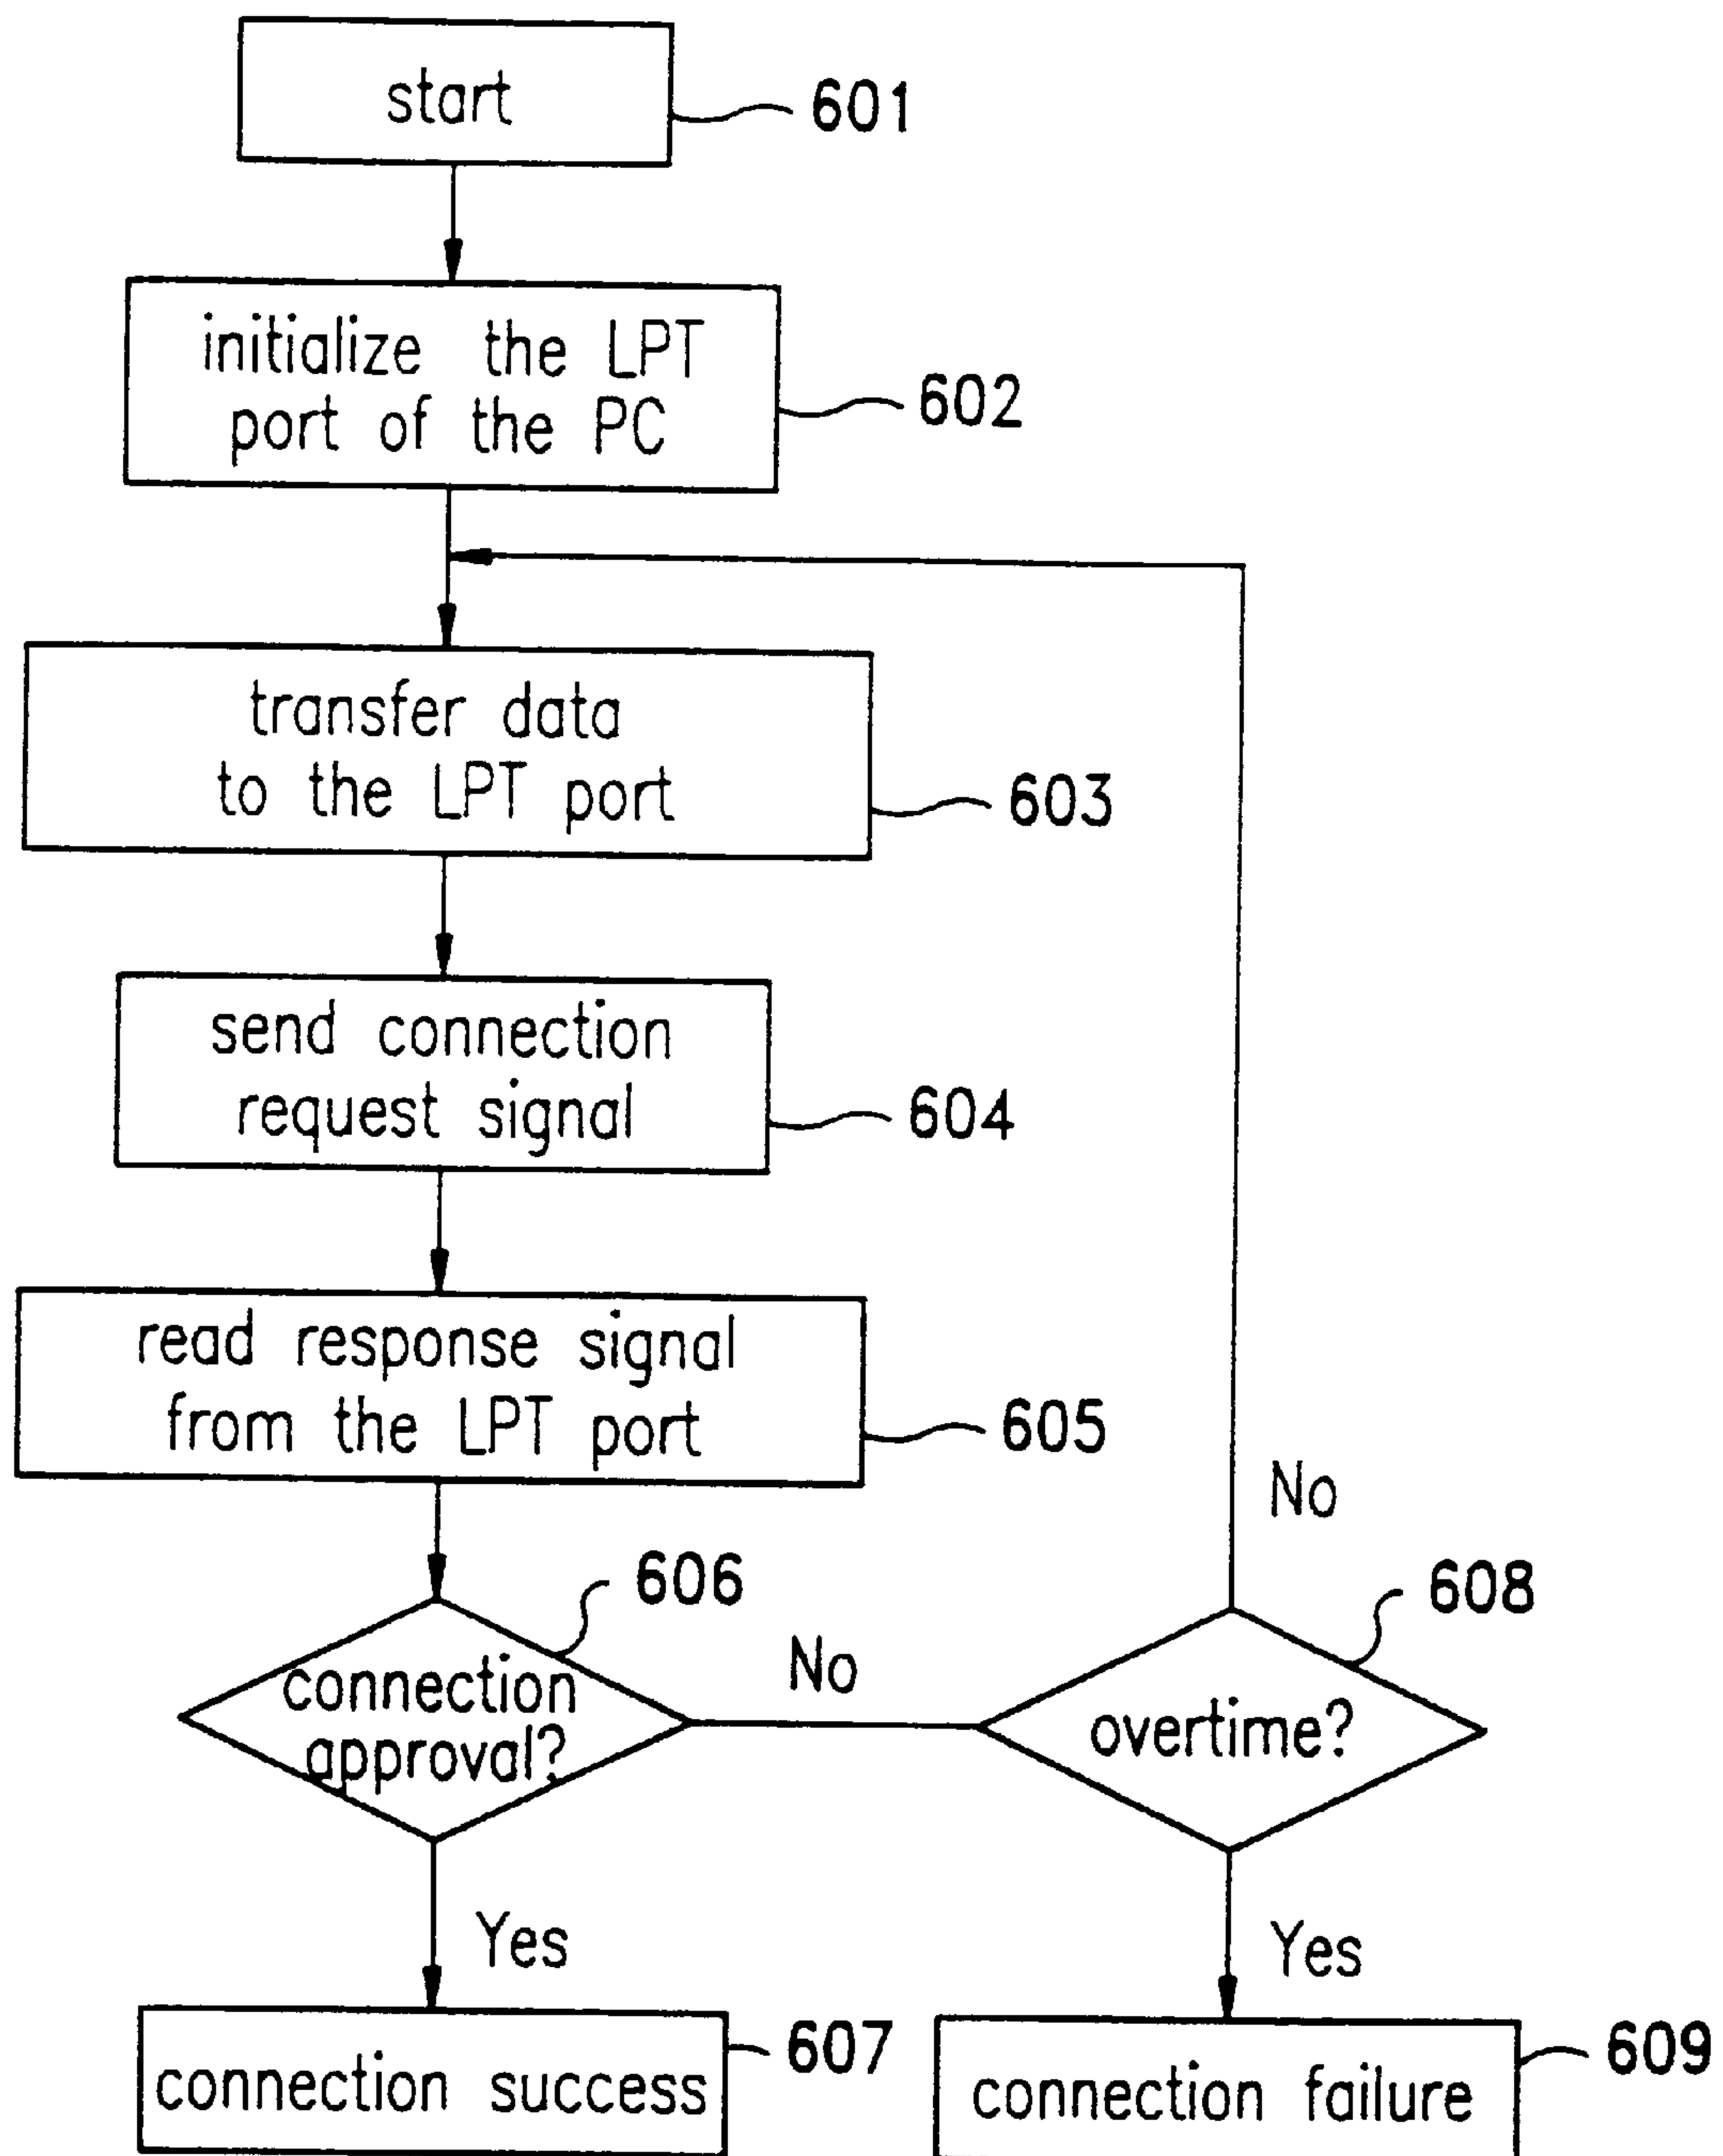 start
601
initialize the LPT
port of the PC
602
transfer data
to the LPT port
603
send connection
request signal
604
read response signal
from the LPT port
605
No
606
608
connection
approval?
No
overtime?
Yes
Yes
connection success
607
connection failure
609